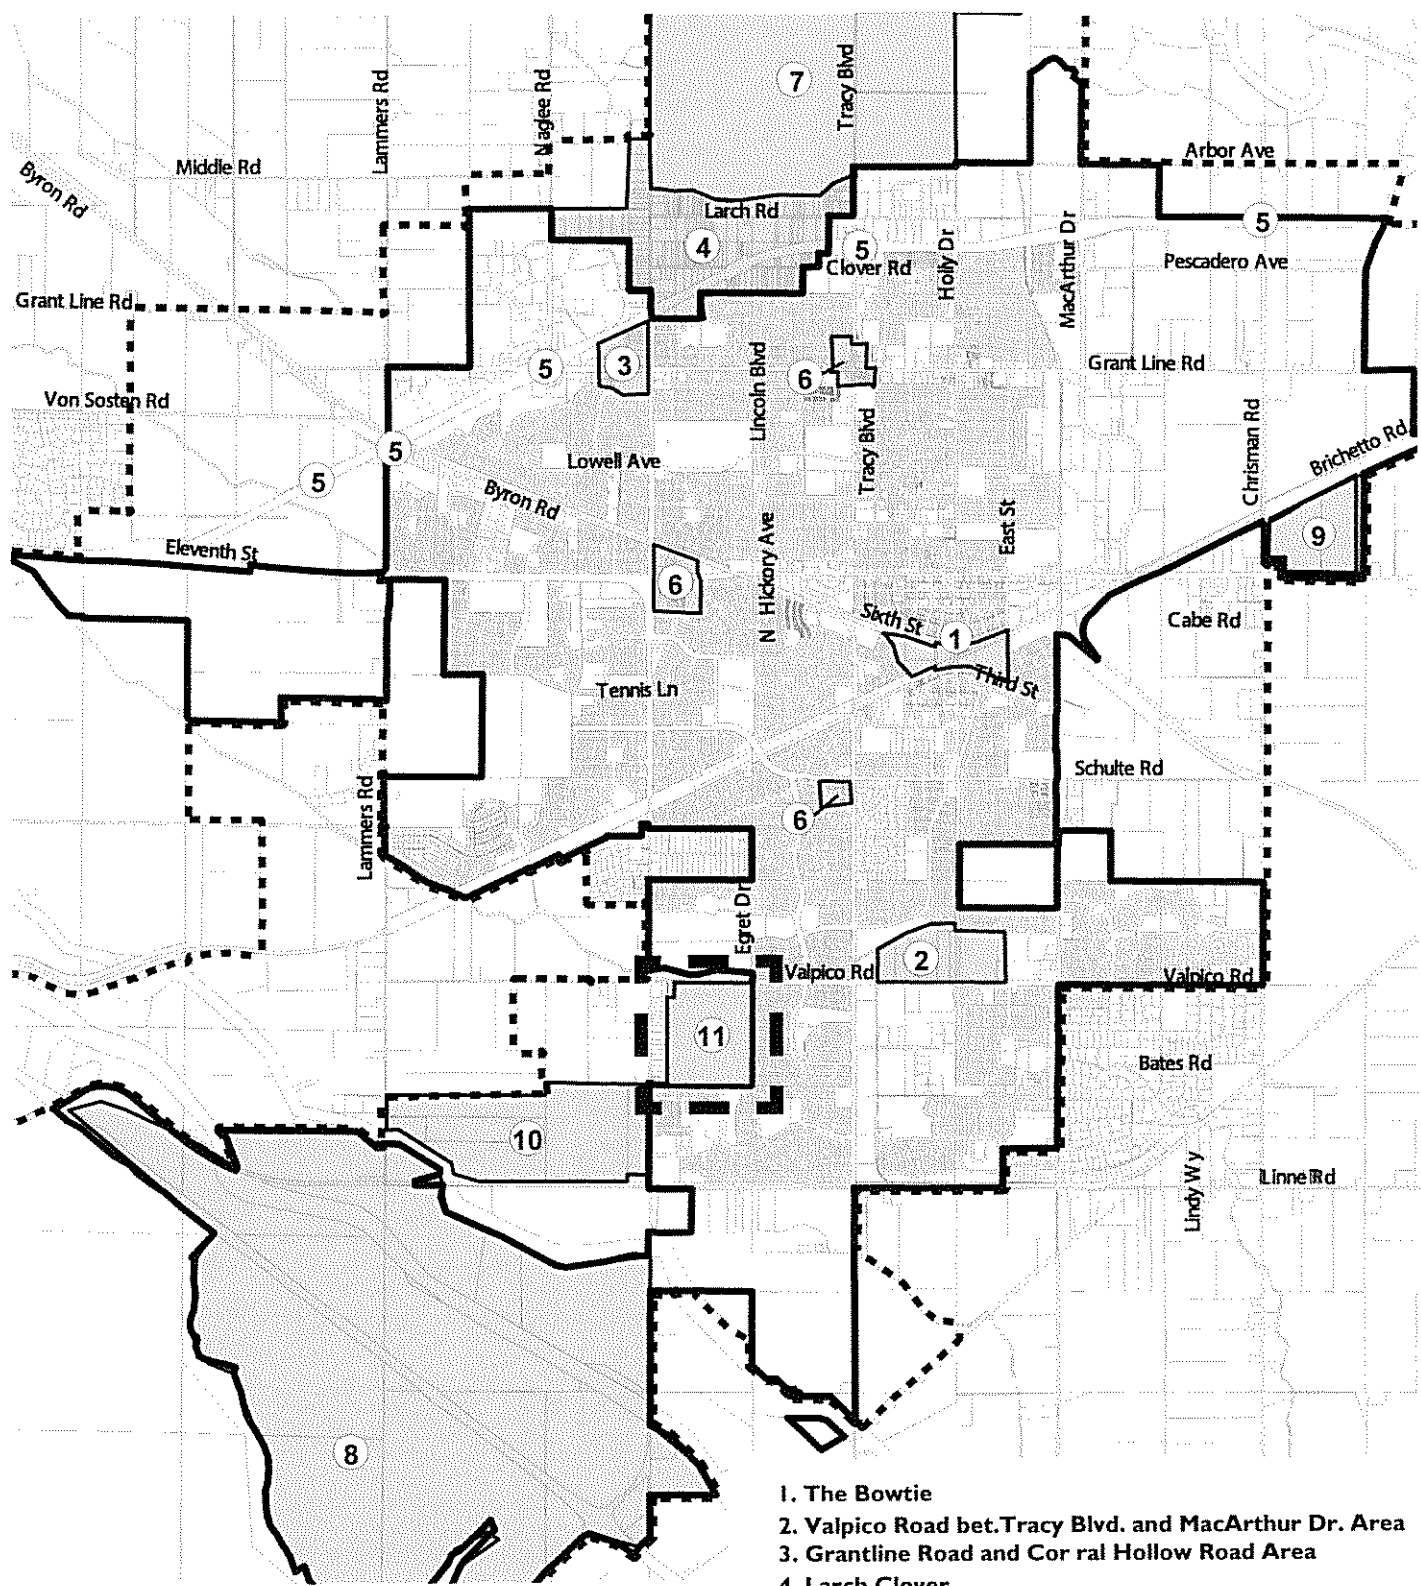 7
Tracy Blvd
Lammers Rd
Naglee Rd
Middle Rd
Byron Rd
Arbor Ave
Larch Rd
4
5
Clover Rd
Holly Dr
MacArthur Dr
5
Pescadero Ave
Grant Line Rd
5
3
Lincoln Blvd
6
Tracy Blvd
Grant Line Rd
Von Sosten Rd
5
5
Lowell Ave
Byron Rd
Chrisman Rd
Brichetto Rd
Eleventh St
6
N Hickory Ave
East St
9
Sixth St
1
Third St
Cabe Rd
Tennis Ln
Lammers Rd
6
Schulte Rd
Egret Dr
Valpico Rd
2
Valpico Rd
11
Bates Rd
10
Lindy Wy
Linne Rd
8
1. The Bowtie
2. Valpico Road bet.Tracy Blvd. and MacArthur Dr. Area
3. Grantline Road and Cor ral Hollow Road Area
4. Larch Clover